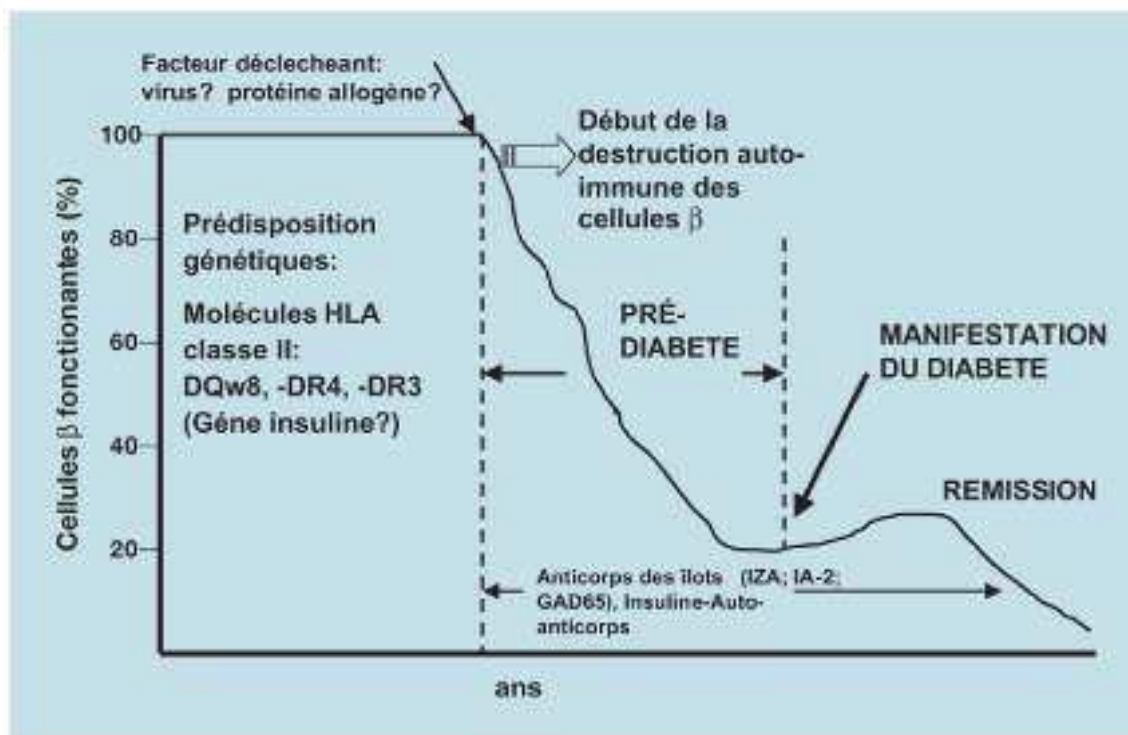 Facteur déclecheant:
virus? protéine allogène?
Cellules β fonctionantes (%)
100
80
60
40
20
Début de la
destruction auto-
immune des
cellules β
Prédisposition
génétiques:
Molécules HLA
classe II:
DQw8, -DR4, -DR3
(Géne insuline?)
PRÉ-
DIABETE
MANIFESTATION
DU DIABETE
REMISSION
Anticorps des îlots (IZA; IA-2;
GAD65), Insuline-Auto-
anticorps
ans